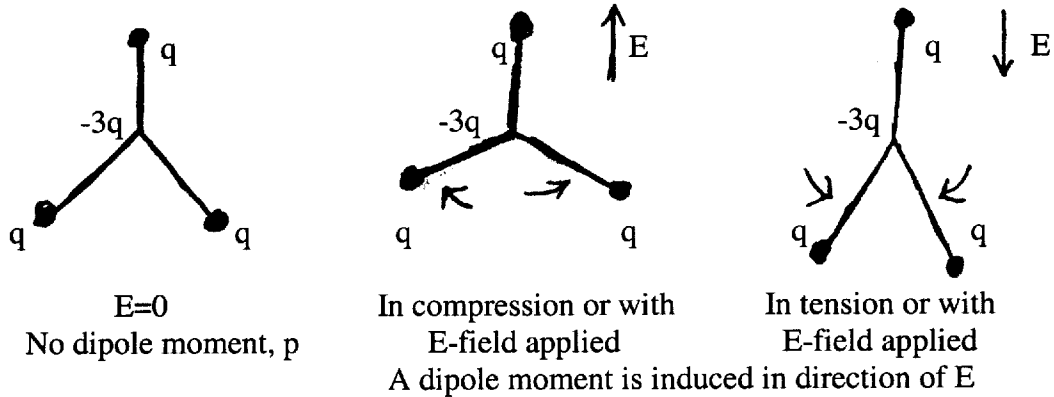 q
-3q
q
q
E=0
No dipole moment, p
q
E
-3q
q
q
In compression or with
E-field applied
q
E
-3q
q
q
In tension or with
E-field applied
A dipole moment is induced in direction of E